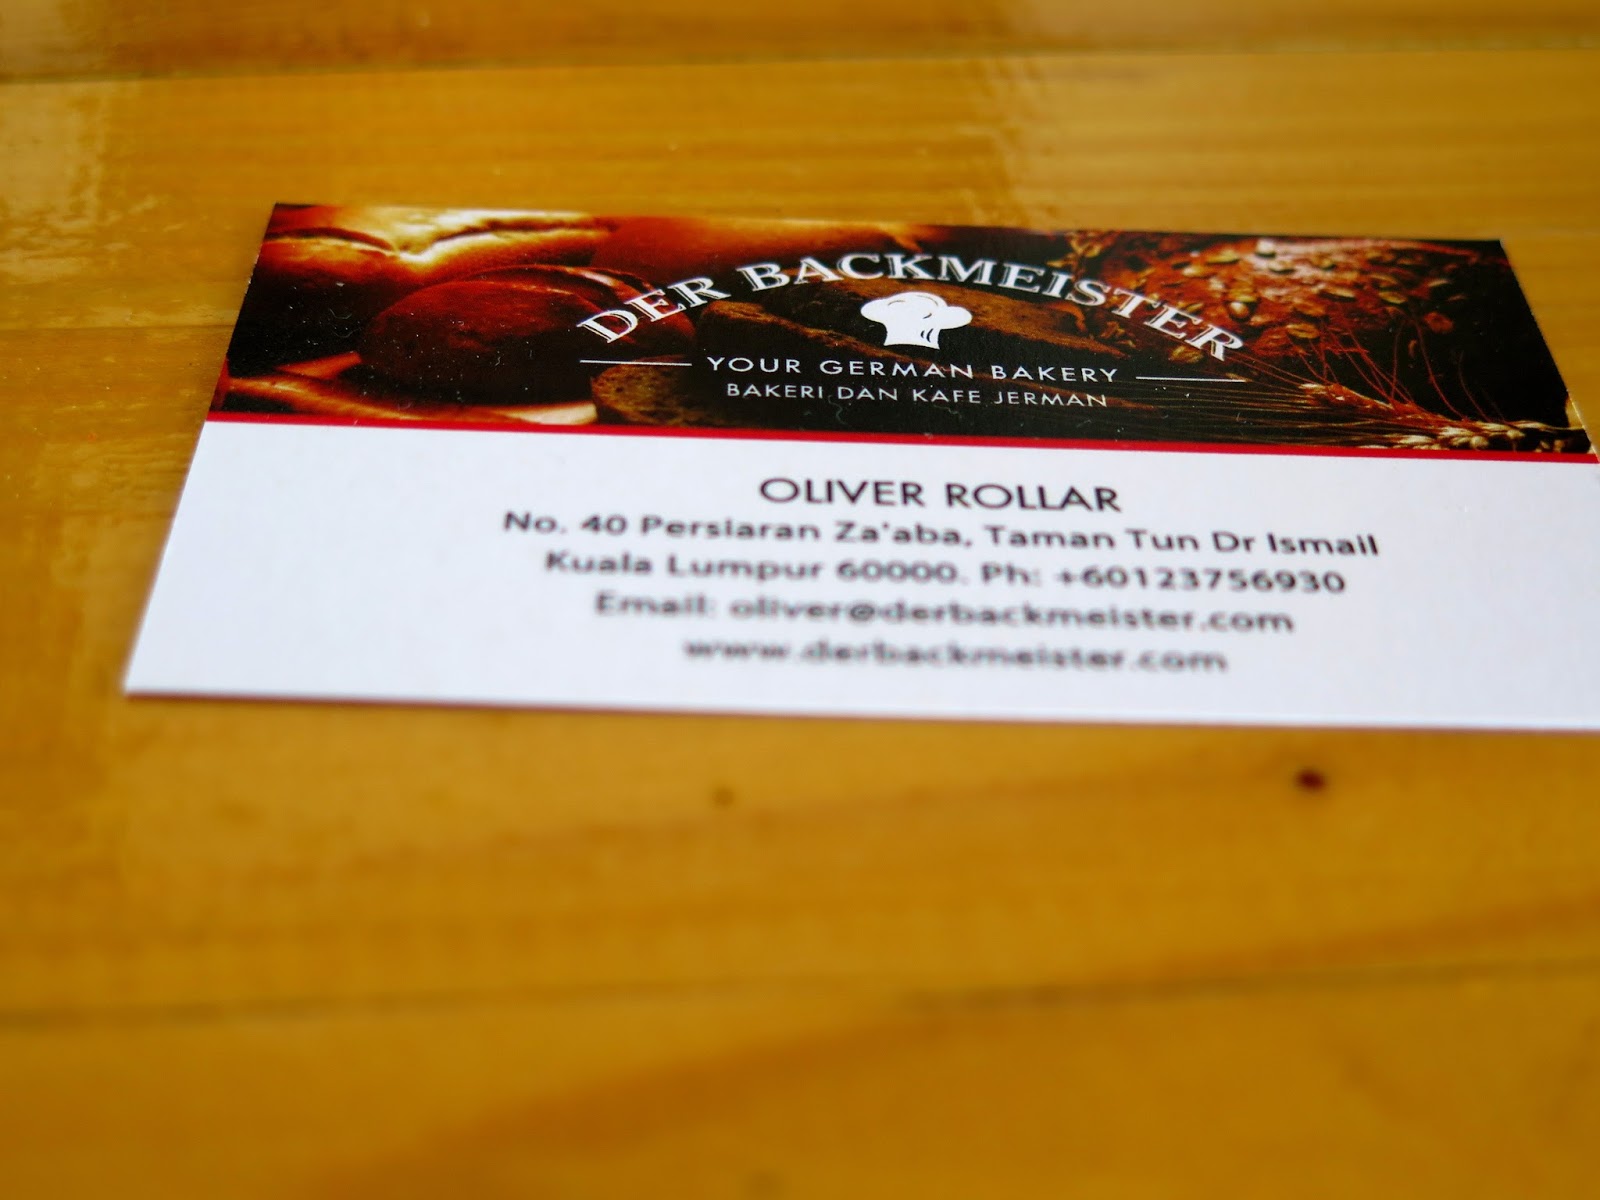 DER BACKMEISTER
YOUR GERMAN BAKERY
BAKERI DAN KAFE JERMAN
OLIVER ROLLAR
No. 40 Persiaran Za'aba, Taman Tun Dr Ismail
Kuala Lumpur 60000. Ph: +60123756930
Email: oliver@derbackmeister.com
www.derbackmeister.com